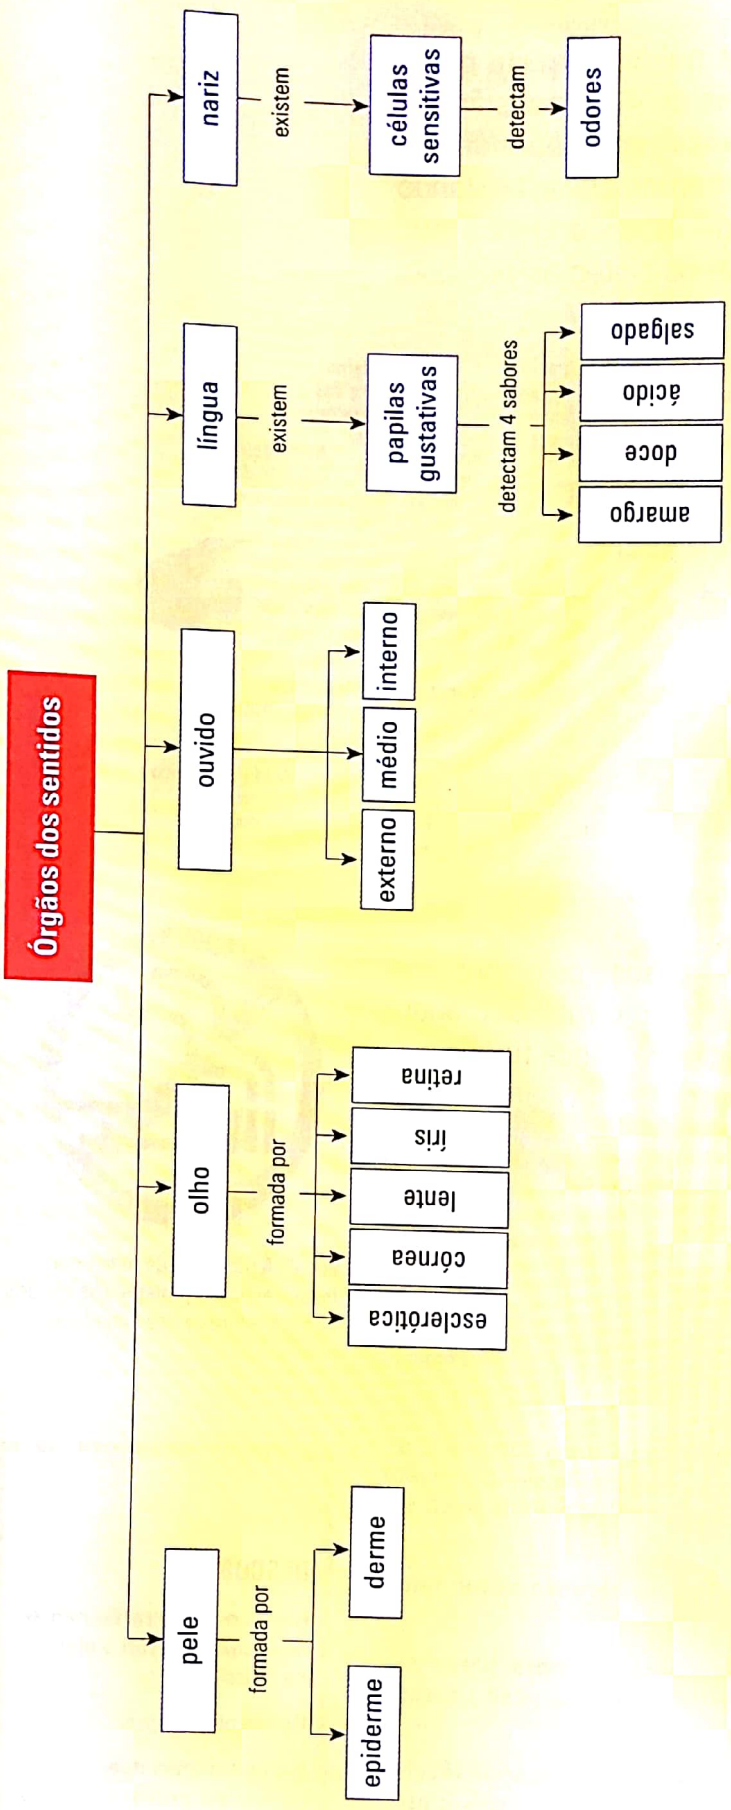 Órgãos dos sentidos
pele
formada por
epiderme
derme
olho
formada por
esclerótica
córnea
lente
íris
retina
ouvido
externo
médio
interno
língua
existem
papilas
gustativas
detectam 4 sabores
amargo
doce
ácido
salgado
nariz
existem
células
sensitivas
detectam
odores